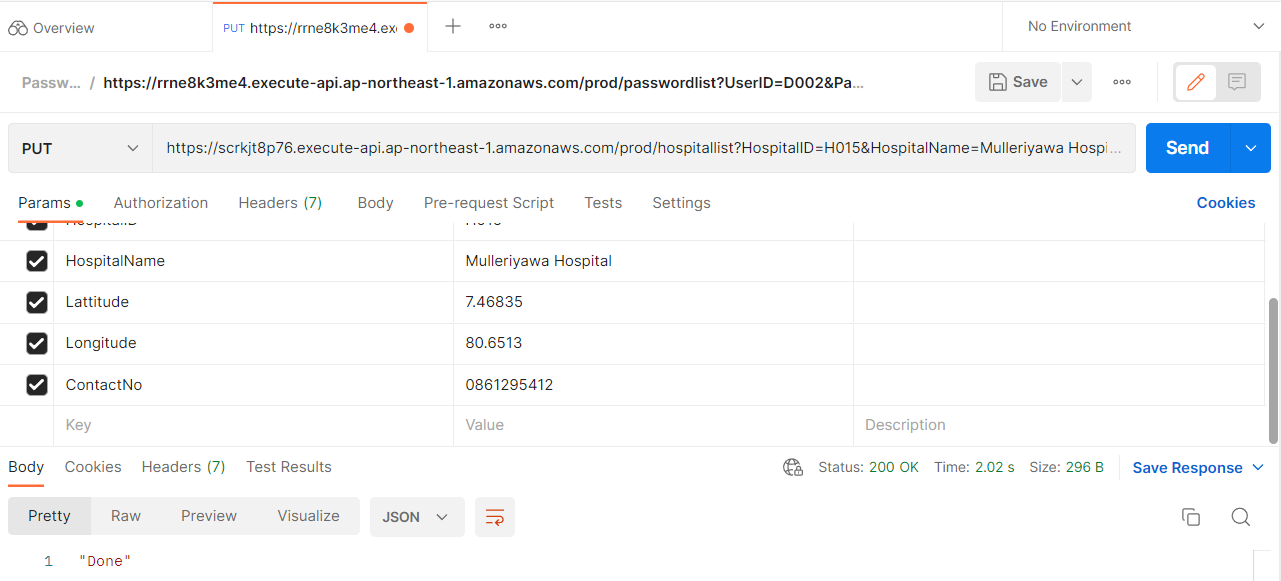 Overview PUT https://rrne8k3me4.exe No Environment
Passw... / https://rrne8k3me4.execute-api.ap-northeast-1.amazonaws.com/prod/passwordlist?UserID=D002&Pa... Save
PUT https://scrkjt8p76.execute-api.ap-northeast-1.amazonaws.com/prod/hospitallist?HospitalID=H015&HospitalName=Mulleriyawa Hospi... Send
Params Authorization Headers (7) Body Pre-request Script Tests Settings Cookies
HospitalID H015
HospitalName Mulleriyawa Hospital
Lattitude 7.46835
Longitude 80.6513
ContactNo 0861295412
Key Value Description
Body Cookies Headers (7) Test Results Status: 200 OK Time: 2.02 s Size: 296 B Save Response
Pretty Raw Preview Visualize JSON
1 "Done"